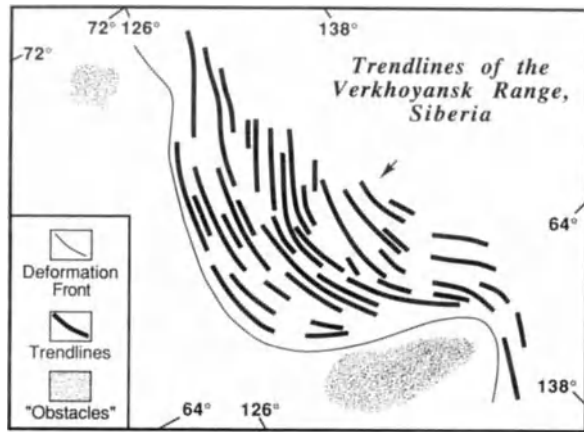 72° 126°
138°
72°
Trendlines of the
Verkhoyansk Range,
Siberia
64°
Deformation
Front
Trendlines
"Obstacles"
64°
126°
138°